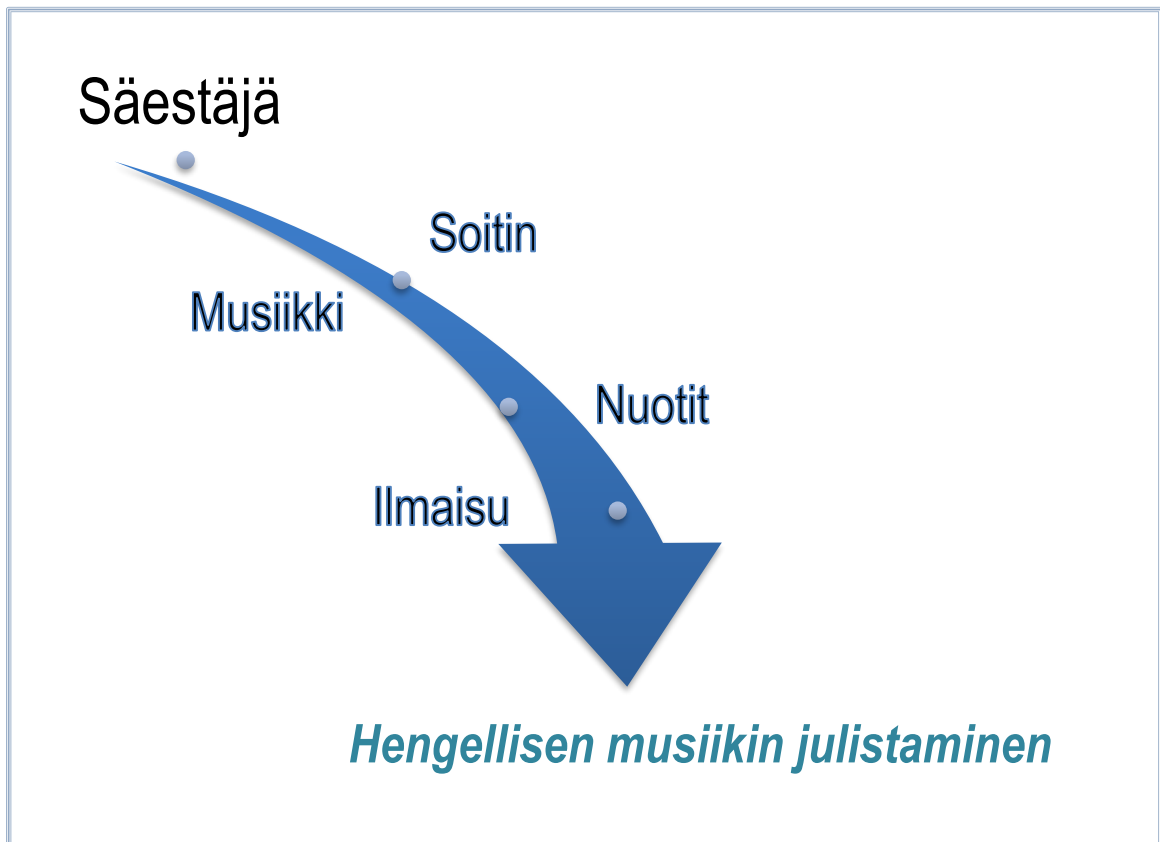 Säestäjä
Soitin
Musiikki
Nuotit
Ilmaisu
Hengellisen musiikin julistaminen